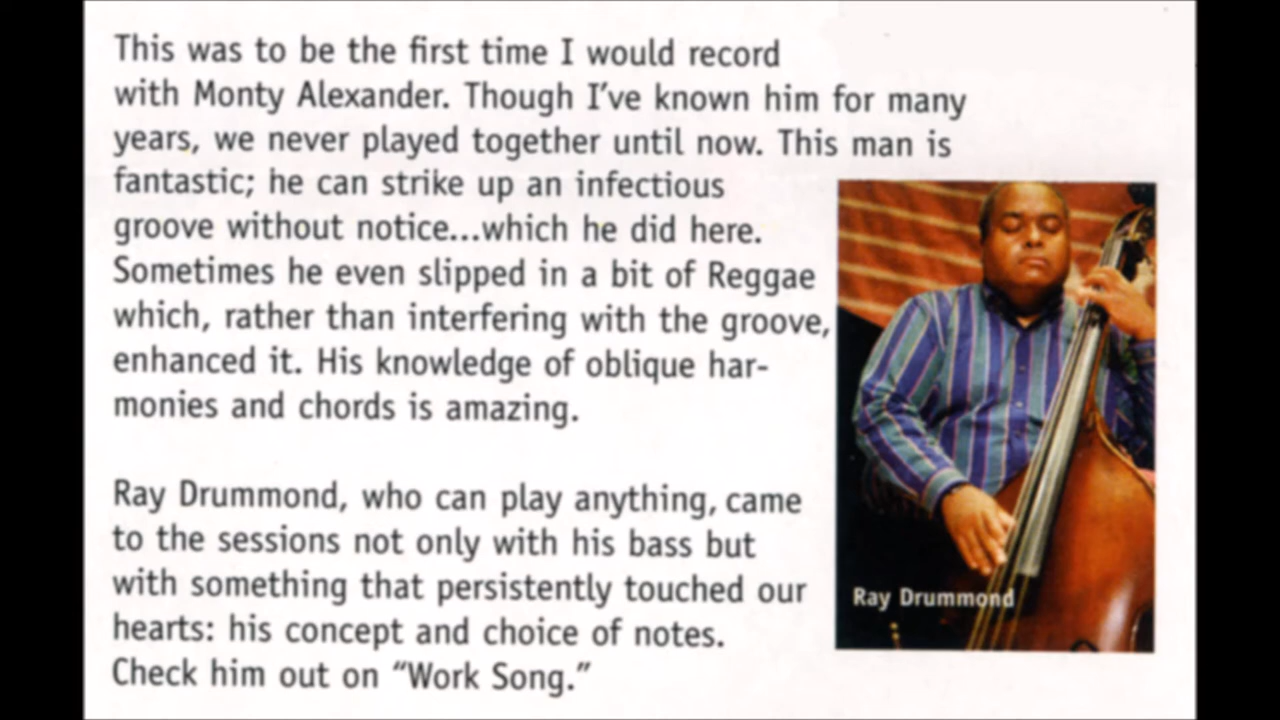 This was to be the first time I would record
with Monty Alexander. Though I've known him for many
years, we never played together until now. This man is
fantastic; he can strike up an infectious
groove without notice...which he did here.
Sometimes he even slipped in a bit of Reggae
which, rather than interfering with the groove,
enhanced it. His knowledge of oblique har-
monies and chords is amazing.
Ray Drummond, who can play anything, came
to the sessions not only with his bass but
with something that persistently touched our
hearts: his concept and choice of notes.
Check him out on “Work Song.”
Ray Drummond